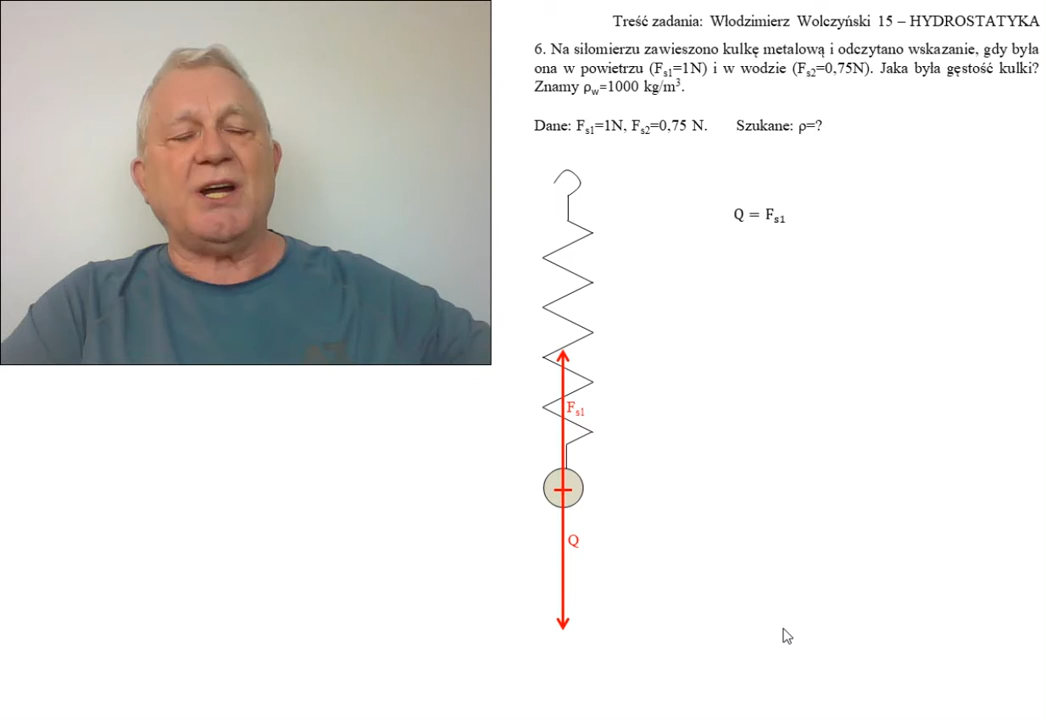 Treść zadania: Włodzimierz Wolczyński 15 – HYDROSTATYKA
6. Na siłomierzu zawieszono kulkę metalową i odczytano wskazanie, gdy była
ona w powietrzu (Fs1=1N) i w wodzie (Fs2=0,75N). Jaka była gęstość kulki?
Znamy ρw=1000 kg/m³.
Dane: Fs1=1N, Fs2=0,75 N. Szukane: ρ=?
Q = Fs1
Fs1
Q